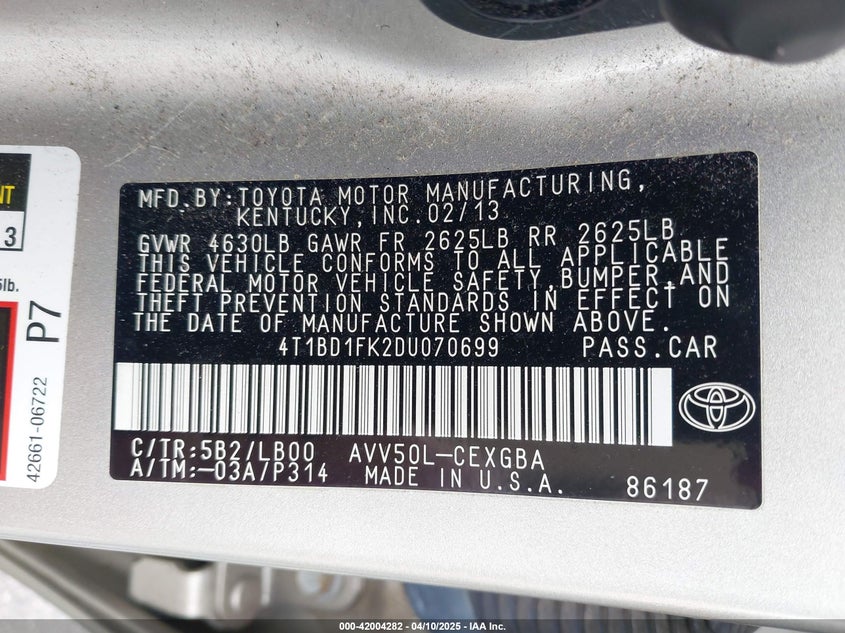 NT
13
5lb.
P7
42661-06722
MFD.BY:TOYOTA MOTOR MANUFACTURING,
KENTUCKY,INC.02/13
GVWR 4630LB GAWR FR 2625LB RR 2625LB
THIS VEHICLE CONFORMS TO ALL APPLICABLE
FEDERAL MOTOR VEHICLE SAFETY,BUMPER,AND
THEFT PREVENTION STANDARDS IN EFFECT ON
THE DATE OF MANUFACTURE SHOWN ABOVE.
4T1BD1FK2DU070699 PASS.CAR
C/TR:5B2/LB00 AVV50L-CEXGBA
A/TM:-03A/P314 MADE IN U.S.A. 86187
000-42004282 - 04/10/2025 - IAA Inc.